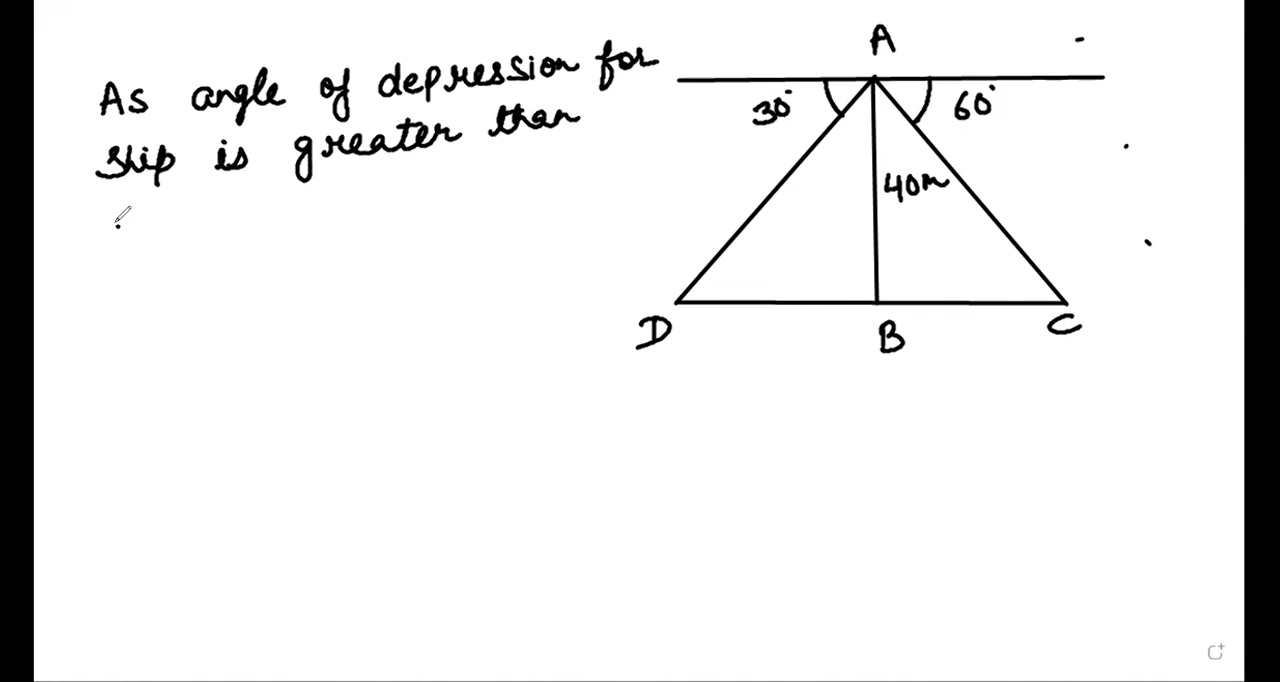 As angle of depression for
ship is greater than
A
30°
60°
40m
D
B
C